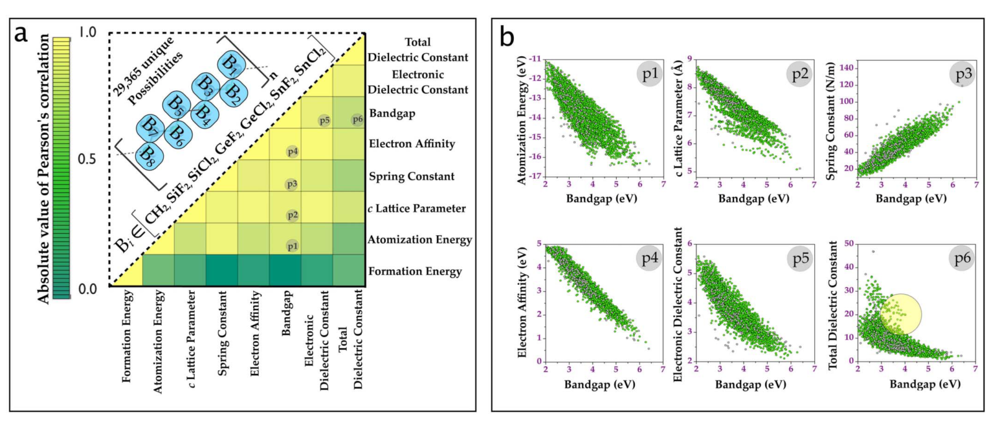 a
Absolute value of Pearson's correlation
1.0
0.5
0.0
29,365 unique
Possibilities
B1
B2
B3
B4
B5
B6
B7
B8
n
Bi ∈ [CH2, SiF2, SiCl2, GeF2, GeCl2, SnF2, SnCl2]
p5
p6
p4
p3
p2
p1
Total
Dielectric Constant
Electronic
Dielectric Constant
Bandgap
Electron Affinity
Spring Constant
c Lattice Parameter
Atomization Energy
Formation Energy
Formation Energy
Atomization Energy
c Lattice Parameter
Spring Constant
Electron Affinity
Bandgap
Electronic
Dielectric Constant
Total
Dielectric Constant
b
p1
Atomization Energy (eV)
-11
-12
-13
-14
-15
-16
-17
2 3 4 5 6 7
Bandgap (eV)
p2
c Lattice Parameter (Å)
9
8
7
6
5
2 3 4 5 6 7
Bandgap (eV)
p3
Spring Constant (N/m)
140
120
100
80
60
40
20
2 3 4 5 6 7
Bandgap (eV)
p4
Electron Affinity (eV)
5
4
3
2
1
0
2 3 4 5 6 7
Bandgap (eV)
p5
Electronic Dielectric Constant
6
5
4
3
2
2 3 4 5 6 7
Bandgap (eV)
p6
Total Dielectric Constant
50
40
30
20
10
0
2 3 4 5 6 7
Bandgap (eV)